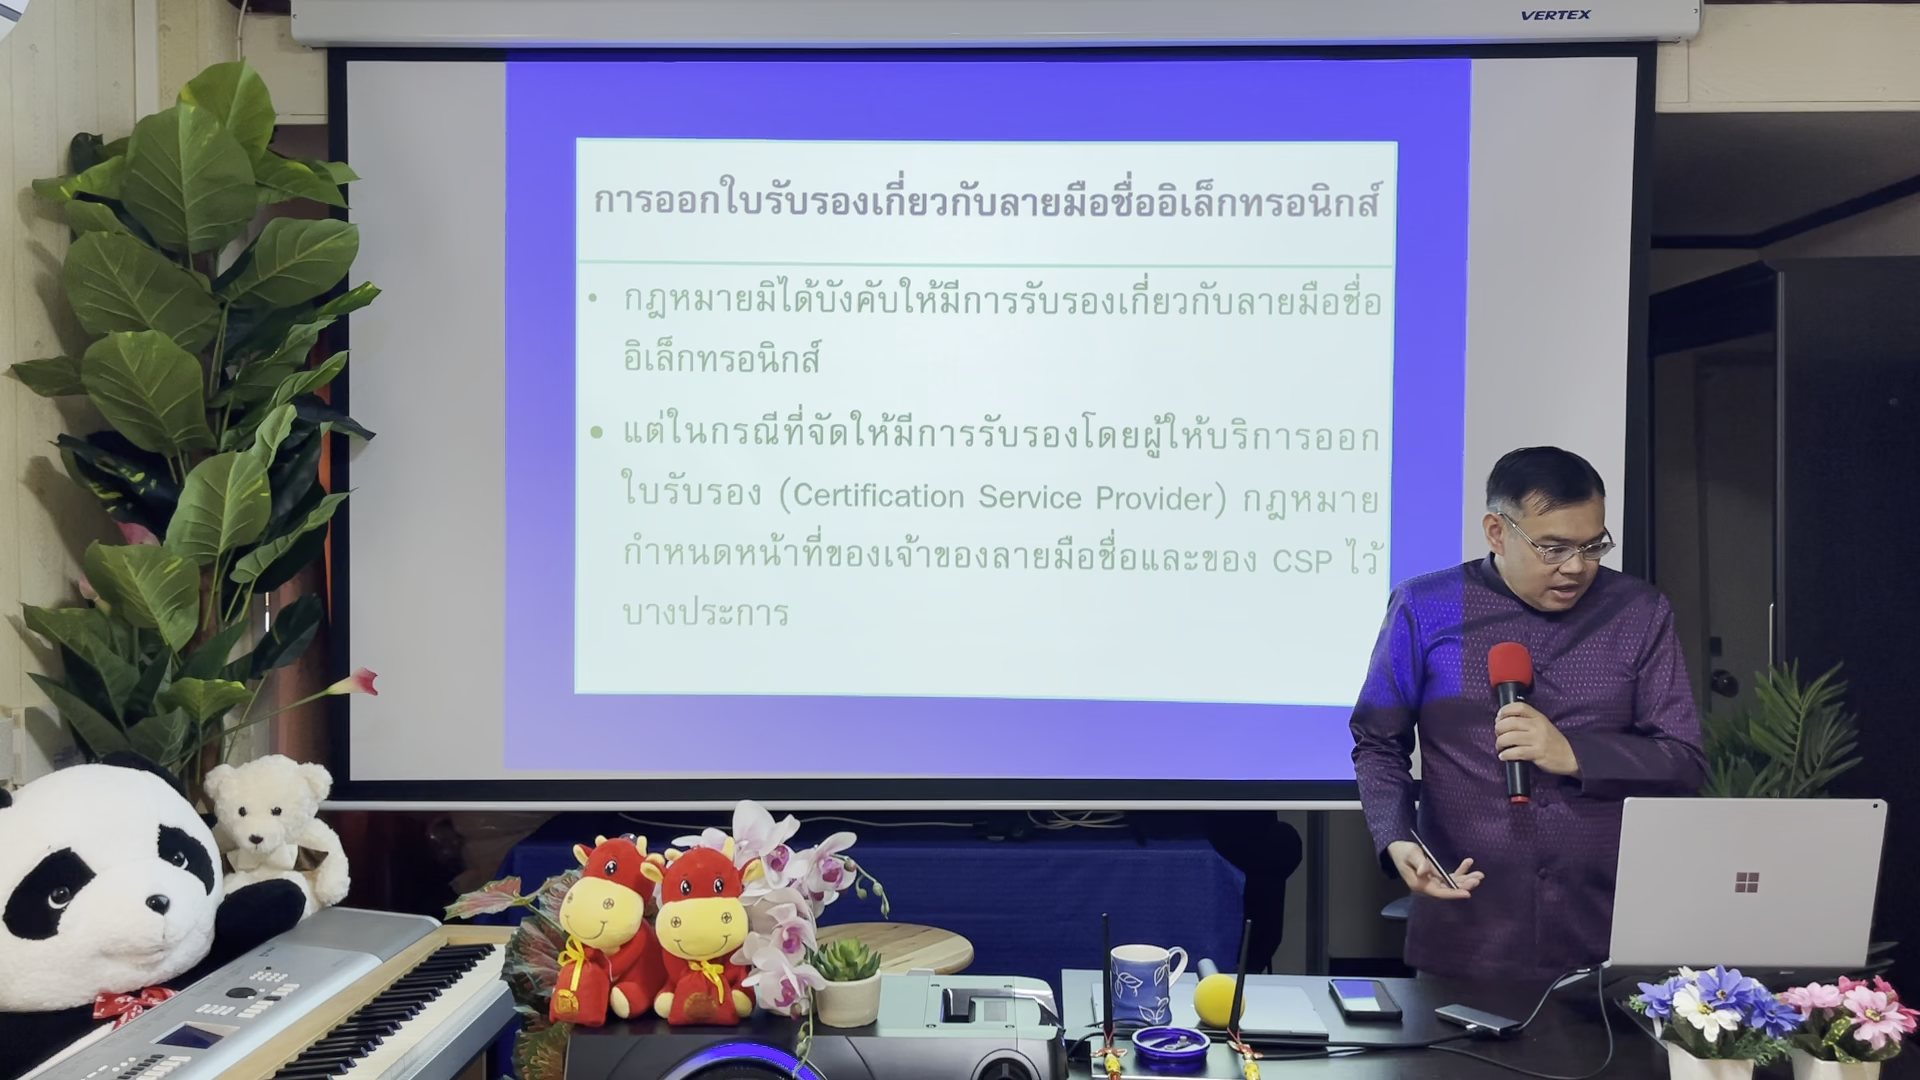 VERTEX
การออกใบรับรองเกี่ยวกับลายมือชื่ออิเล็กทรอนิกส์
• กฎหมายมิได้บังคับให้มีการรับรองเกี่ยวกับลายมือชื่อ
อิเล็กทรอนิกส์
• แต่ในกรณีที่จัดให้มีการรับรองโดยผู้ให้บริการออก
ใบรับรอง (Certification Service Provider) กฎหมาย
กำหนดหน้าที่ของเจ้าของลายมือชื่อและของ CSP ไว้
บางประการ